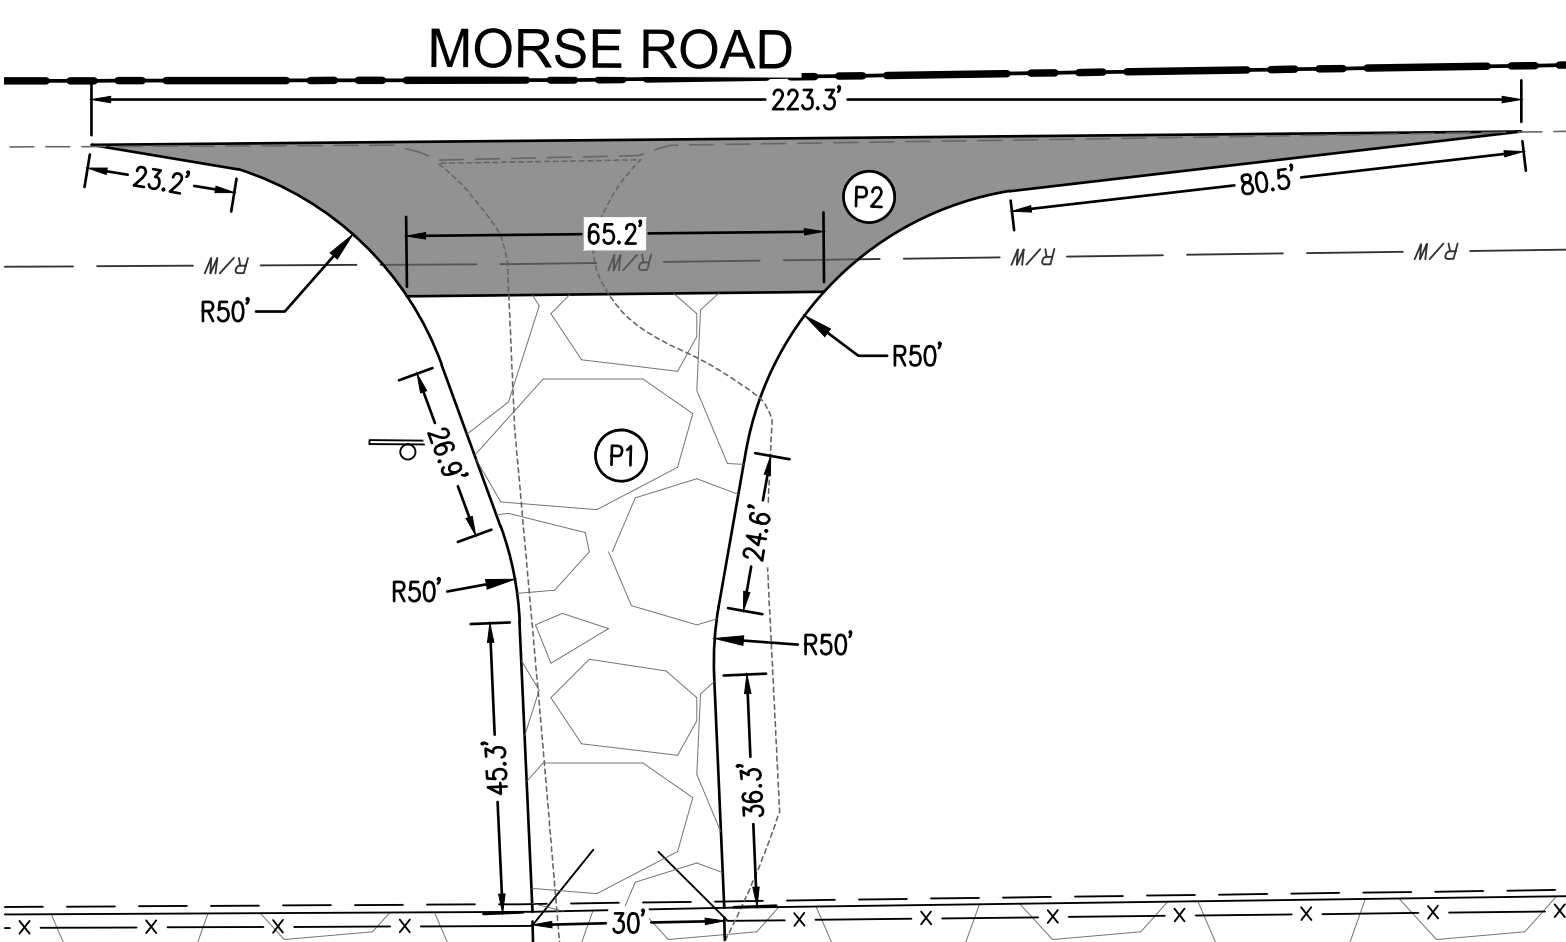 MORSE ROAD
223.3'
23.2'
80.5'
P2
65.2'
R/W
R/W
R/W
R/W
R50'
R50'
26.9'
P1
24.6'
R50'
R50'
45.3'
36.3'
30'
X X X X X X X X X X X